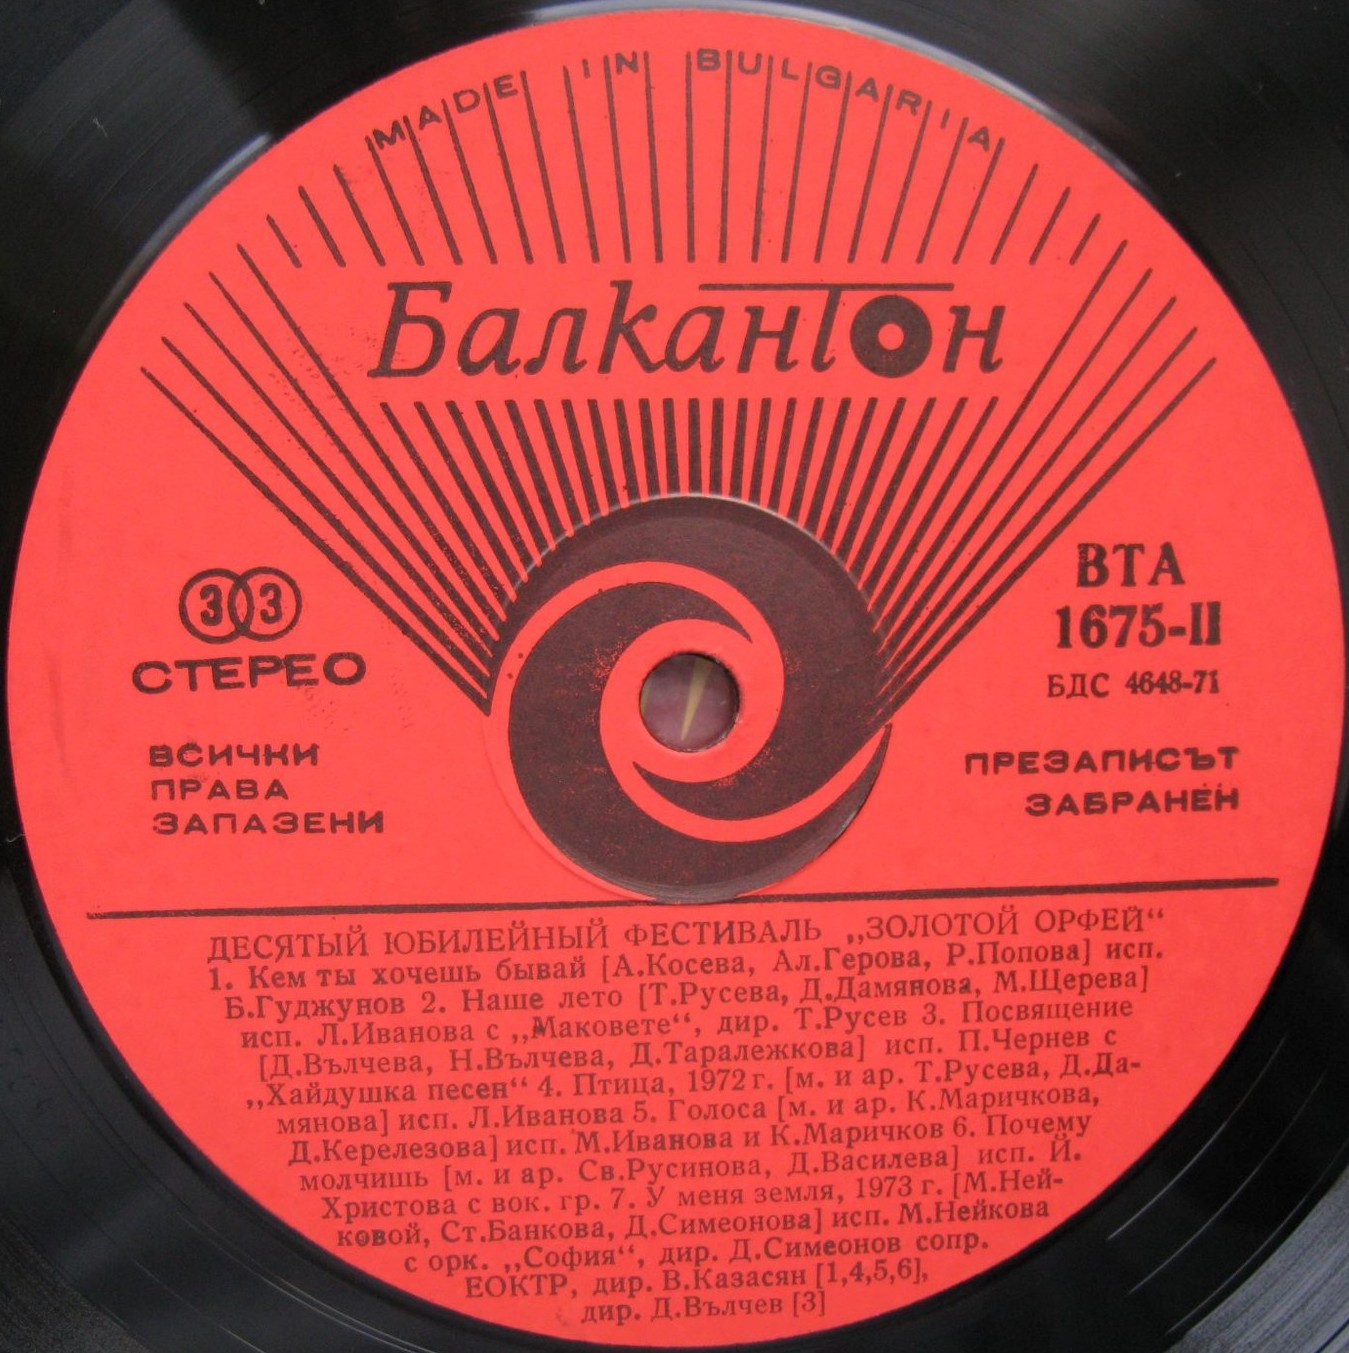 MADE IN BULGARIA
Балкантон
33
СТЕРЕО
ВСИЧКИ
ПРАВА
ЗАПАЗЕНИ
ВТА
1675-II
БДС 4648-71
ПРЕЗАПИСЪТ
ЗАБРАНЕН
ДЕСЯТЫЙ ЮБИЛЕЙНЫЙ ФЕСТИВАЛЬ „ЗОЛОТОЙ ОРФЕЙ“
1. Кем ты хочешь бывай [А.Косева, Ал.Герова, Р.Попова] исп.
Б.Гуджунов 2. Наше лето [Т.Русева, Д.Дамянова, М.Щерева]
исп. Л.Иванова с „Маковете“, дир. Т.Русев 3. Посвящение
[Д.Вълчева, Н.Вълчева, Д.Таралежкова] исп. П.Чернев с
„Хайдушка песен“ 4. Птица, 1972 г. [м. и ар. Т.Русева, Д.Да-
мянова] исп. Л.Иванова 5. Голоса [м. и ар. К.Маричкова,
Д.Керелезова] исп. М.Иванова и К.Маричков 6. Почему
молчишь [м. и ар. Св.Русинова, Д.Василева] исп. Й.
Христова с вок. гр. 7. У меня земля, 1973 г. [М.Ней-
ковой, Ст.Банкова, Д.Симеонова] исп. М.Нейкова
с орк. „София“, дир. Д.Симеонов сопр.
ЕОКТР, дир. В.Казасян [1,4,5,6],
дир. Д.Вълчев [3]